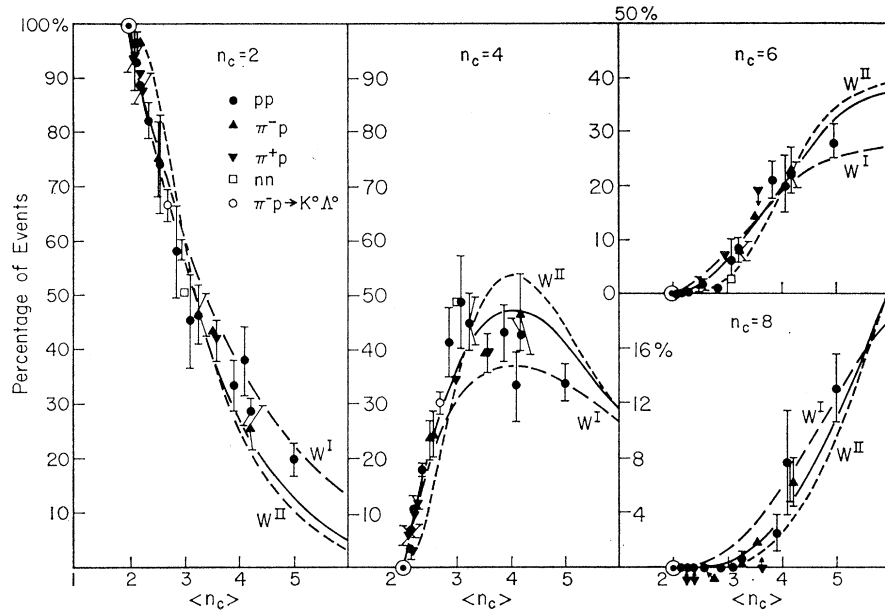 Percentage of Events
100%
90
80
70
60
50
40
30
20
10
n_c=2
pp
π⁻p
π⁺p
nn
π⁻p→K°Λ°
W^I
W^II
1
2
3
4
5
<n_c>
n_c=4
90
80
70
60
50
40
30
20
10
W^II
W^I
2
3
4
5
<n_c>
50%
n_c=6
40
30
20
10
0
W^II
W^I
n_c=8
16%
12
8
4
W^I
W^II
2
3
4
5
6
<n_c>